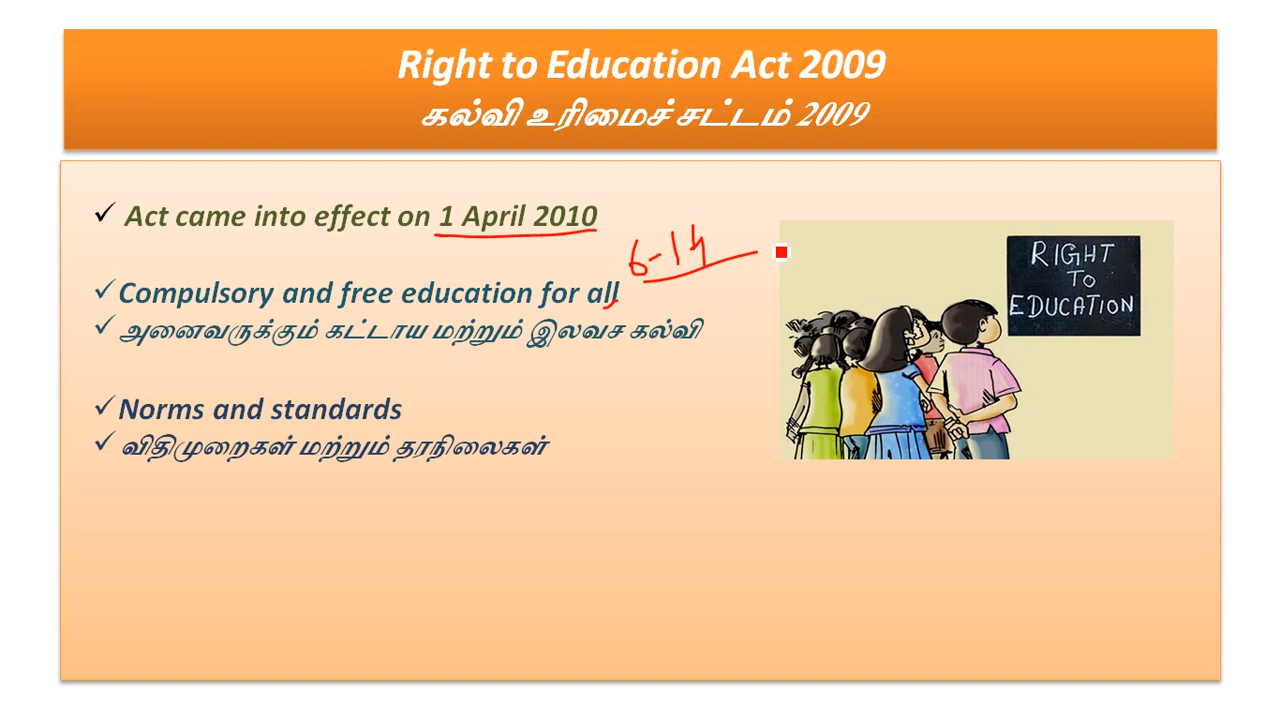 Right to Education Act 2009
கல்வி உரிமைச் சட்டம் 2009
Act came into effect on 1 April 2010
6-14
Compulsory and free education for all
அனைவருக்கும் கட்டாய மற்றும் இலவச கல்வி
Norms and standards
விதிமுறைகள் மற்றும் தரநிலைகள்
RIGHT
TO
EDUCATION